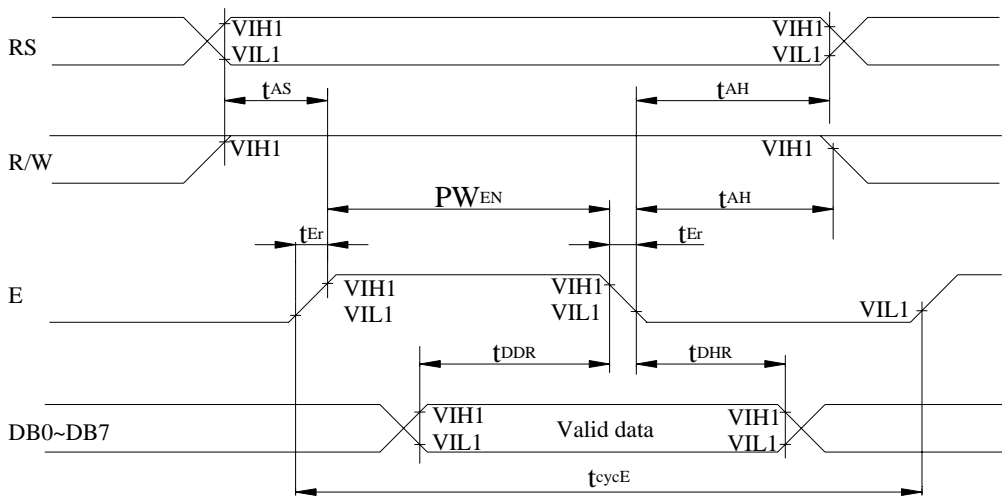 RS
VIH1
VIL1
VIH1
VIL1
tAS
tAH
R/W
VIH1
VIH1
PWEN
tAH
tEr
tEr
E
VIH1
VIL1
VIH1
VIL1
VIL1
tDDR
tDHR
DB0~DB7
VIH1
VIL1
Valid data
VIH1
VIL1
tcycE